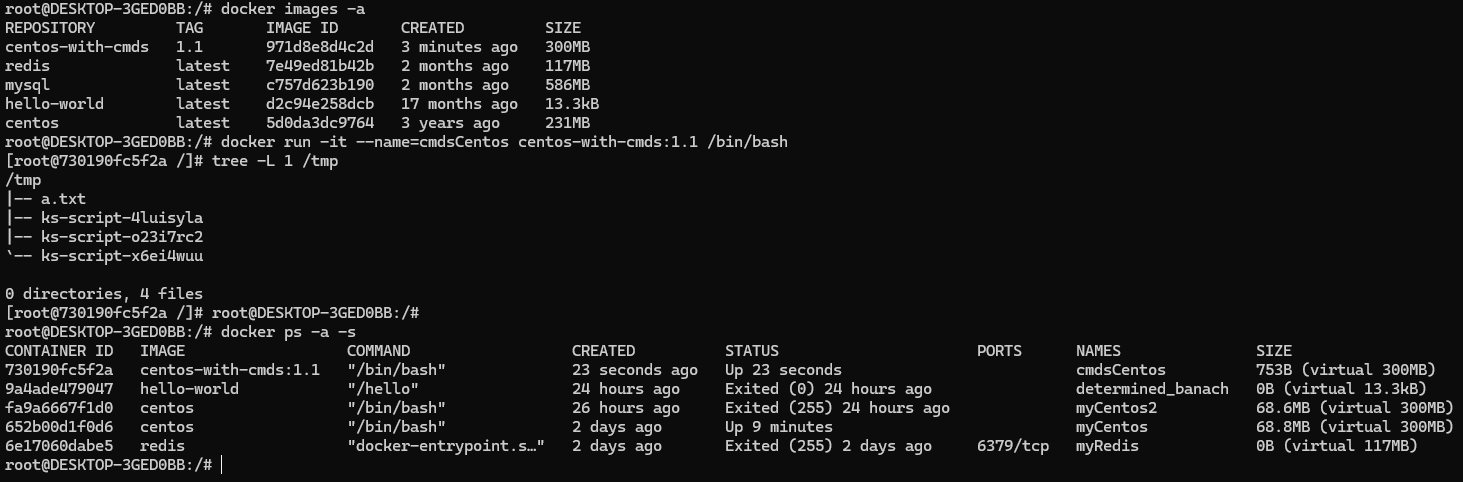 root@DESKTOP-3GED0BB:/# docker images -a
REPOSITORY         TAG       IMAGE ID       CREATED         SIZE
centos-with-cmds   1.1       971d8e8d4c2d   3 minutes ago   300MB
redis              latest    7e49ed81b42b   2 months ago    117MB
mysql              latest    c757d623b190   2 months ago    586MB
hello-world        latest    d2c94e258dcb   17 months ago   13.3kB
centos             latest    5d0da3dc9764   3 years ago     231MB
root@DESKTOP-3GED0BB:/# docker run -it --name=cmdsCentos centos-with-cmds:1.1 /bin/bash
[root@730190fc5f2a /]# tree -L 1 /tmp
/tmp
|-- a.txt
|-- ks-script-4luisyla
|-- ks-script-o23i7rc2
`-- ks-script-x6ei4wuu

0 directories, 4 files
[root@730190fc5f2a /]# root@DESKTOP-3GED0BB:/#
root@DESKTOP-3GED0BB:/# docker ps -a -s
CONTAINER ID   IMAGE                  COMMAND                  CREATED          STATUS                      PORTS      NAMES              SIZE
730190fc5f2a   centos-with-cmds:1.1   "/bin/bash"              23 seconds ago   Up 23 seconds                          cmdsCentos         753B (virtual 300MB)
9a4ade479047   hello-world            "/hello"                 24 hours ago     Exited (0) 24 hours ago                determined_banach   0B (virtual 13.3kB)
fa9a6667f1d0   centos                 "/bin/bash"              26 hours ago     Exited (255) 24 hours ago              myCentos2          68.6MB (virtual 300MB)
652b00d1f0d6   centos                 "/bin/bash"              2 days ago       Up 9 minutes                           myCentos           68.8MB (virtual 300MB)
6e17060dabe5   redis                  "docker-entrypoint.s…"   2 days ago       Exited (255) 2 days ago     6379/tcp   myRedis            0B (virtual 117MB)
root@DESKTOP-3GED0BB:/#